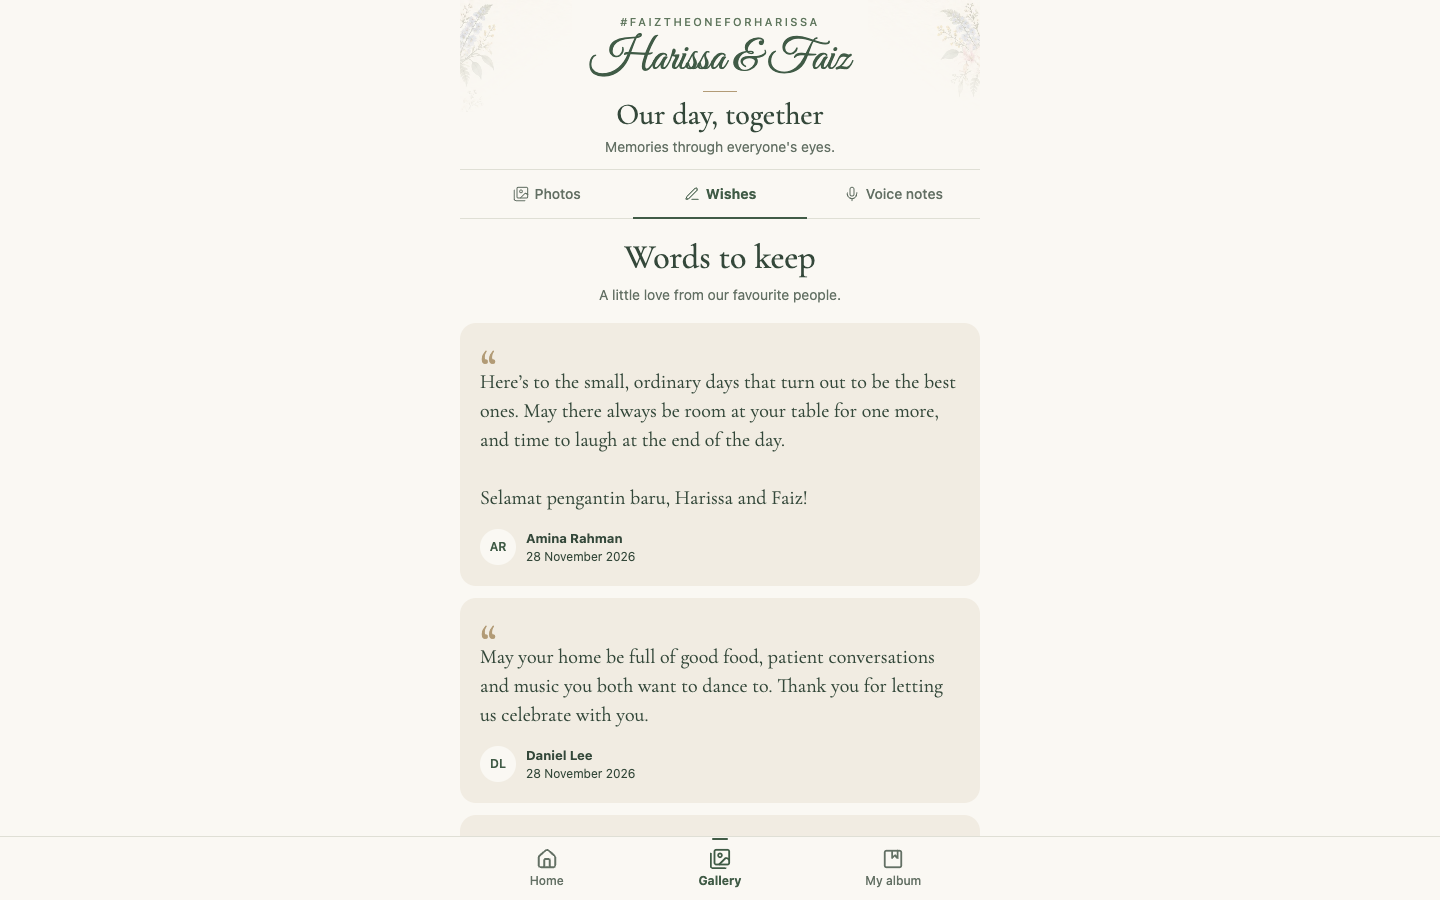 #FAIZTHEONEFORHARISSA
Harissa & Faiz
Our day, together
Memories through everyone's eyes.
Photos
Wishes
Voice notes
Words to keep
A little love from our favourite people.
“
Here’s to the small, ordinary days that turn out to be the best
ones. May there always be room at your table for one more,
and time to laugh at the end of the day.
Selamat pengantin baru, Harissa and Faiz!
AR
Amina Rahman
28 November 2026
“
May your home be full of good food, patient conversations
and music you both want to dance to. Thank you for letting
us celebrate with you.
DL
Daniel Lee
28 November 2026
Home
Gallery
My album